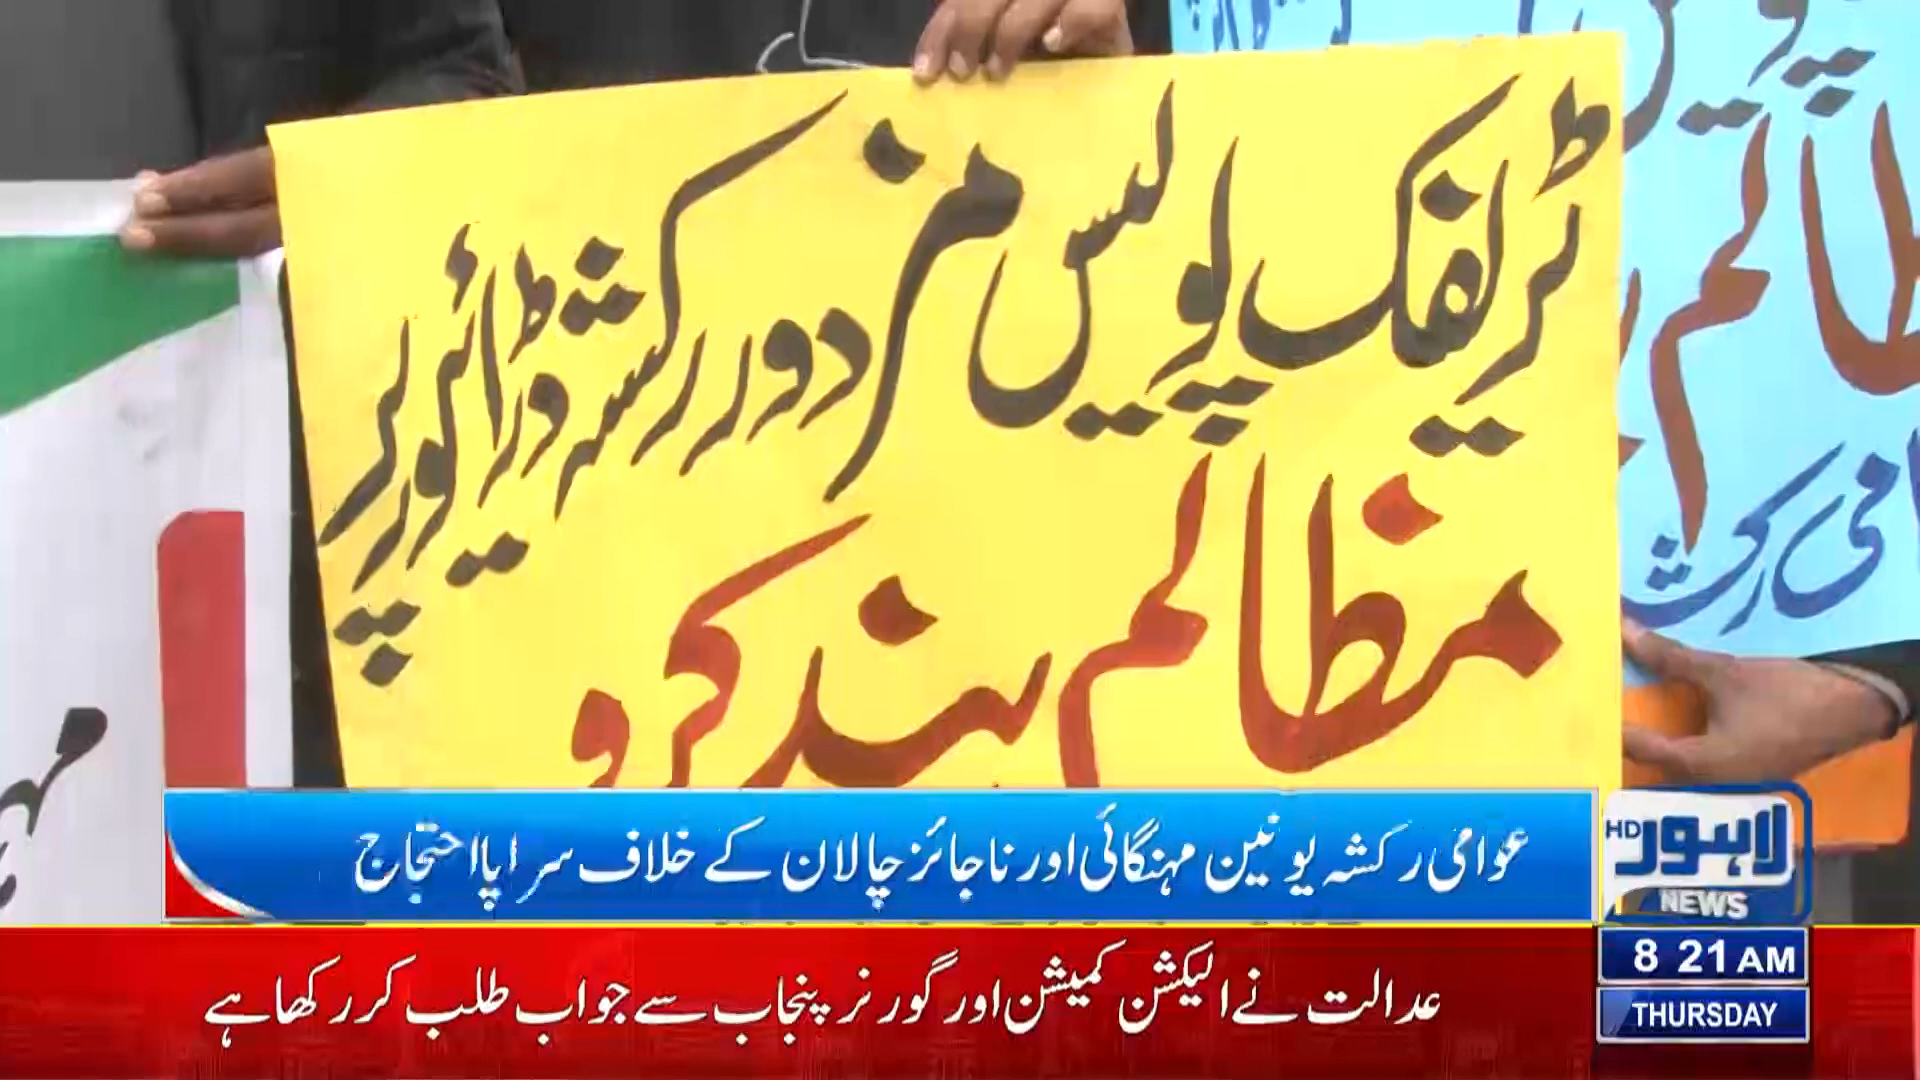 ٹریفک پولیس مزدور رکشہ ڈرائیور پر
مظالم بند کرو
مظالم
عوامی رکشہ یونین مہنگائی اور ناجائز چالان کے خلاف سراپا احتجاج
لاہور HD
NEWS
عدالت نے الیکشن کمیشن اور گورنر پنجاب سے جواب طلب کر رکھا ہے
8 21 AM
THURSDAY